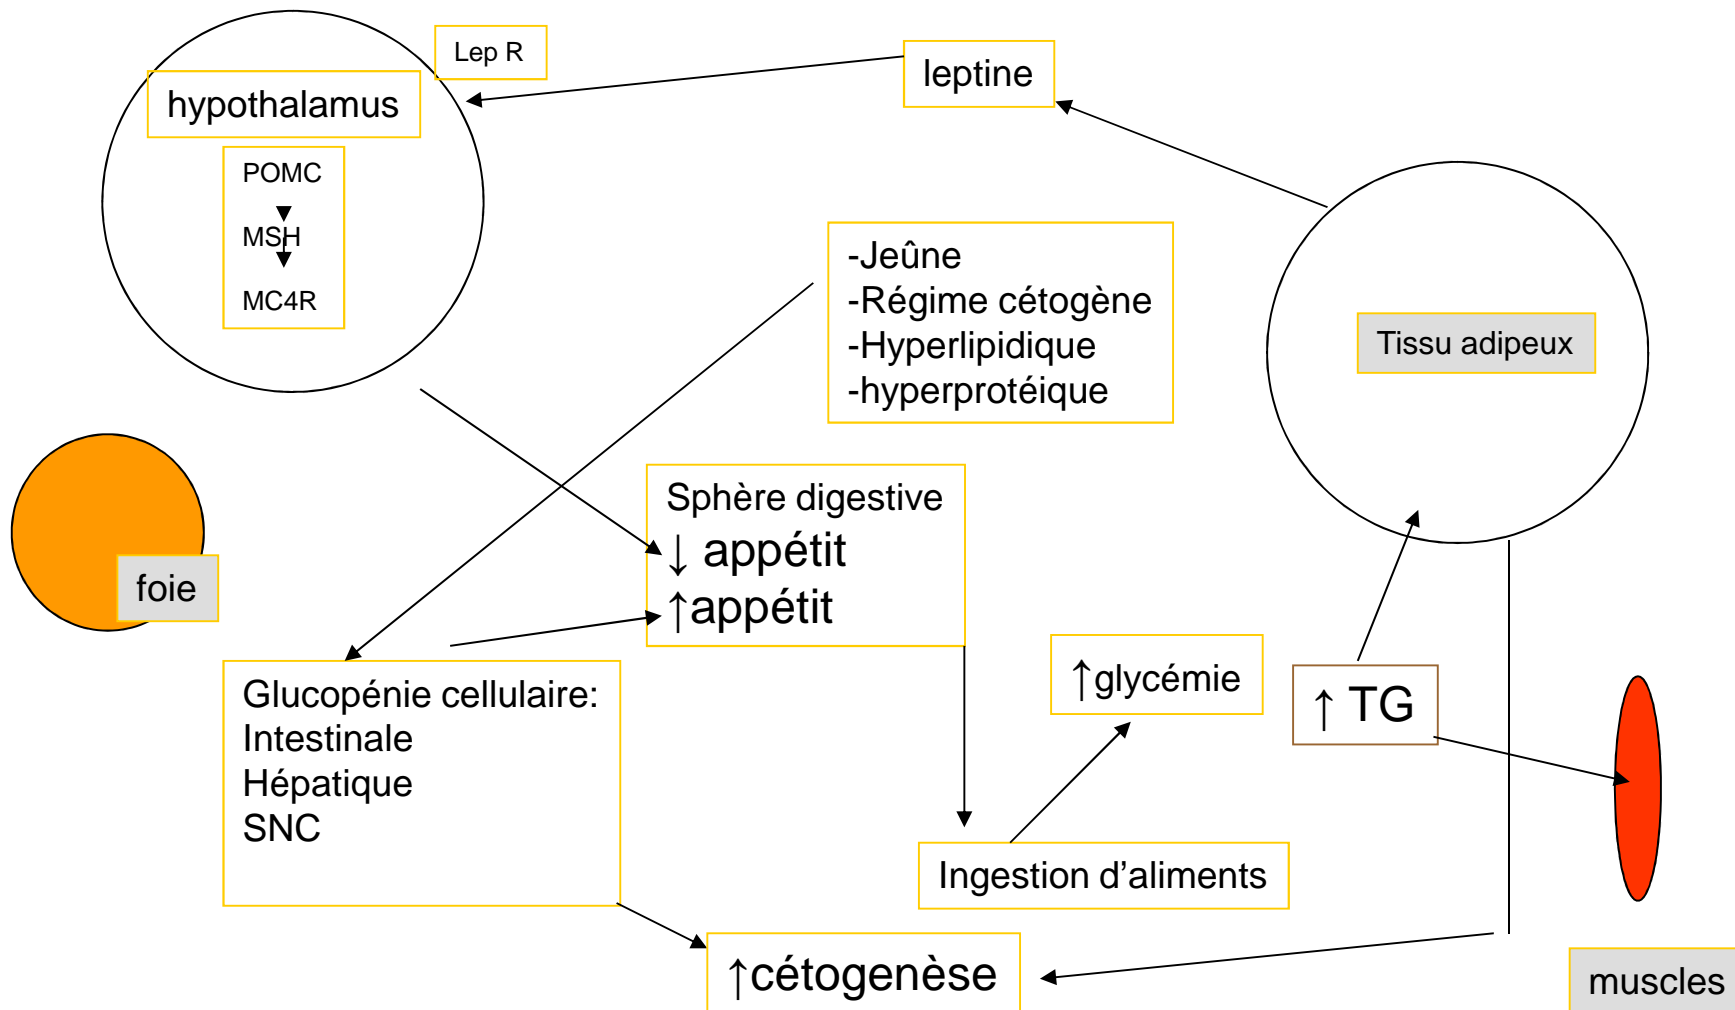 Lep R
leptine
hypothalamus
POMC
MSH
MC4R
-Jeûne
-Régime cétogène
-Hyperlipidique
-hyperprotéique
Tissu adipeux
Sphère digestive
↓ appétit
↑appétit
foie
Glucopénie cellulaire:
Intestinale
Hépatique
SNC
↑glycémie
↑ TG
Ingestion d'aliments
↑cétogenèse
muscles